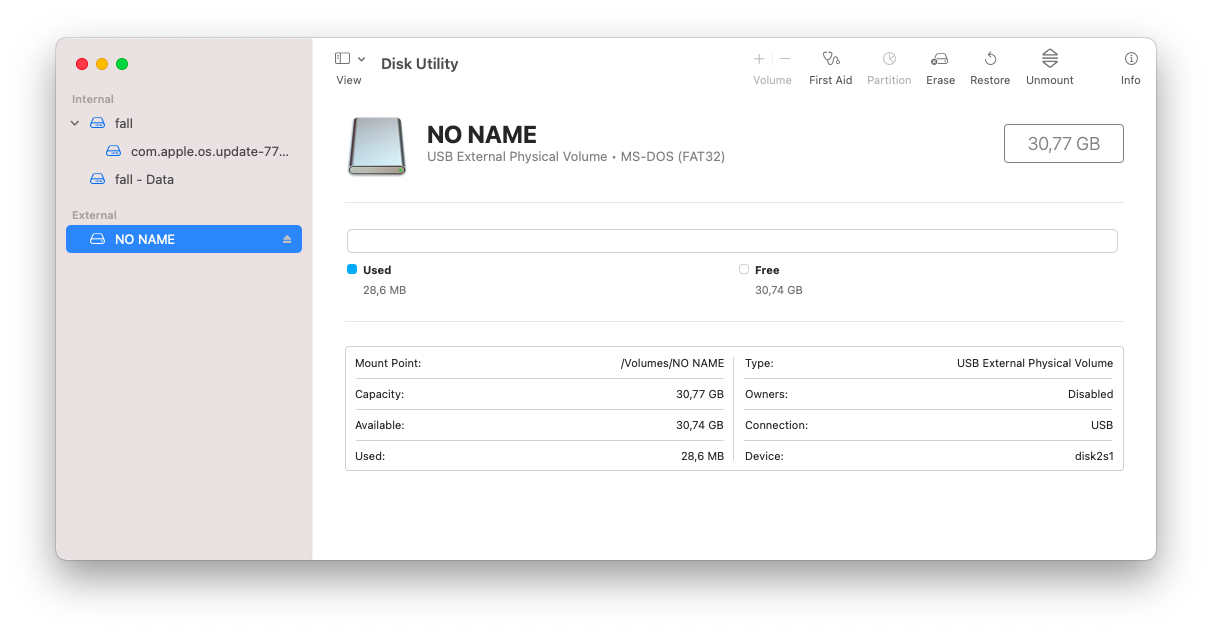 Internal
fall
com.apple.os.update-77...
fall - Data
External
NO NAME
View
Disk Utility
Volume
First Aid
Partition
Erase
Restore
Unmount
Info
NO NAME
USB External Physical Volume • MS-DOS (FAT32)
30,77 GB
Used
28,6 MB
Free
30,74 GB
Mount Point: /Volumes/NO NAME
Capacity: 30,77 GB
Available: 30,74 GB
Used: 28,6 MB
Type: USB External Physical Volume
Owners: Disabled
Connection: USB
Device: disk2s1